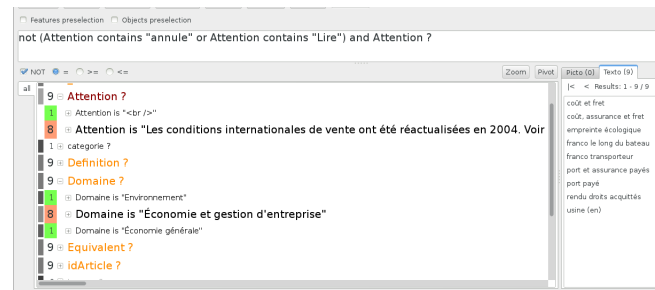 Features preselection Objects preselection
not (Attention contains "annule" or Attention contains "Lire") and Attention ?
NOT = >= <= Zoom Pivot Picto (0) Texto (9)
all
|< < Results: 1 - 9 / 9
9 Attention ?
1 Attention is "<br />"
8 Attention is "Les conditions internationales de vente ont été réactualisées en 2004. Voir
1 categorie ?
9 Definition ?
9 Domaine ?
1 Domaine is "Environnement"
8 Domaine is "Économie et gestion d'entreprise"
1 Domaine is "Économie générale"
9 Equivalent ?
9 idArticle ?
coût et fret
coût, assurance et fret
empreinte écologique
franco le long du bateau
franco transporteur
port et assurance payés
port payé
rendu droits acquittés
usine (en)